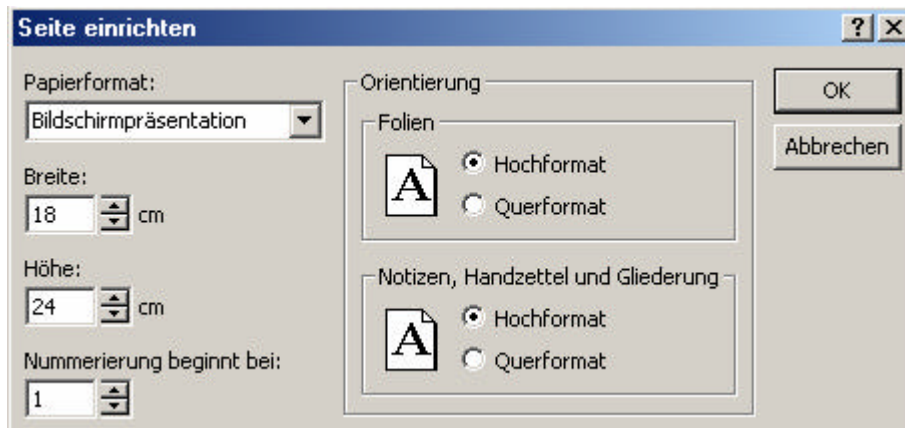 Seite einrichten
Papierformat:
Bildschirmpräsentation
Breite:
18 cm
Höhe:
24 cm
Nummerierung beginnt bei:
1
Orientierung
Folien
A
Hochformat
Querformat
Notizen, Handzettel und Gliederung
A
Hochformat
Querformat
OK
Abbrechen